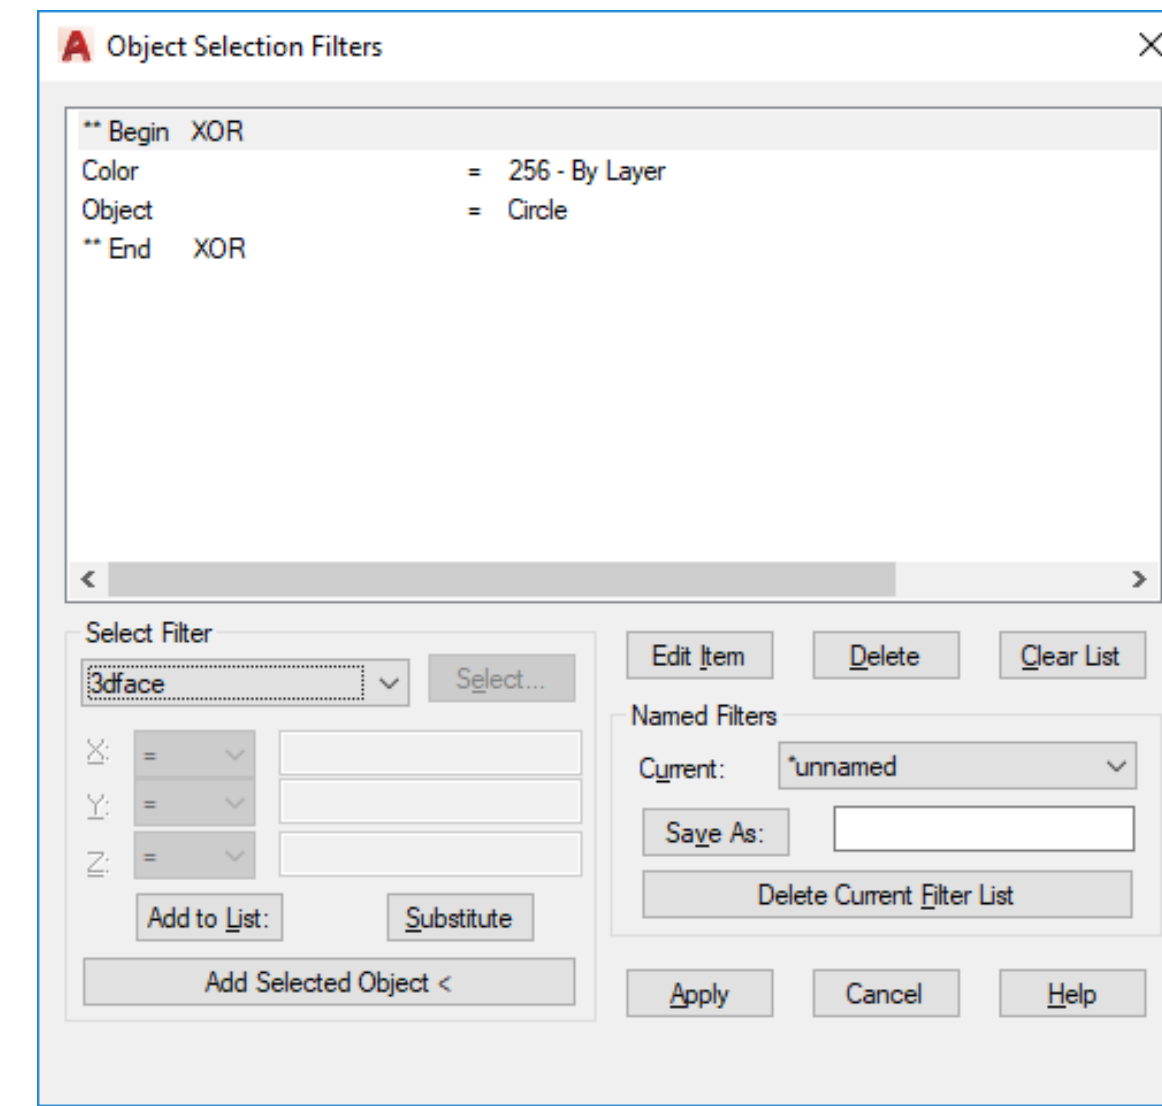 Object Selection Filters
** Begin XOR
Color = 256 - By Layer
Object = Circle
** End XOR
Select Filter
3dface
Select...
X: =
Y: =
Z: =
Add to List:
Substitute
Add Selected Object <
Edit Item
Delete
Clear List
Named Filters
Current: *unnamed
Save As:
Delete Current Filter List
Apply
Cancel
Help